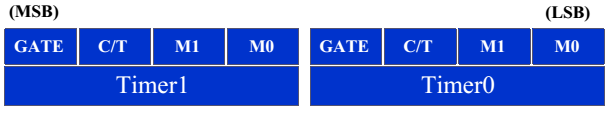 (MSB) (LSB)
GATE C/T M1 M0 GATE C/T M1 M0
Timer1 Timer0